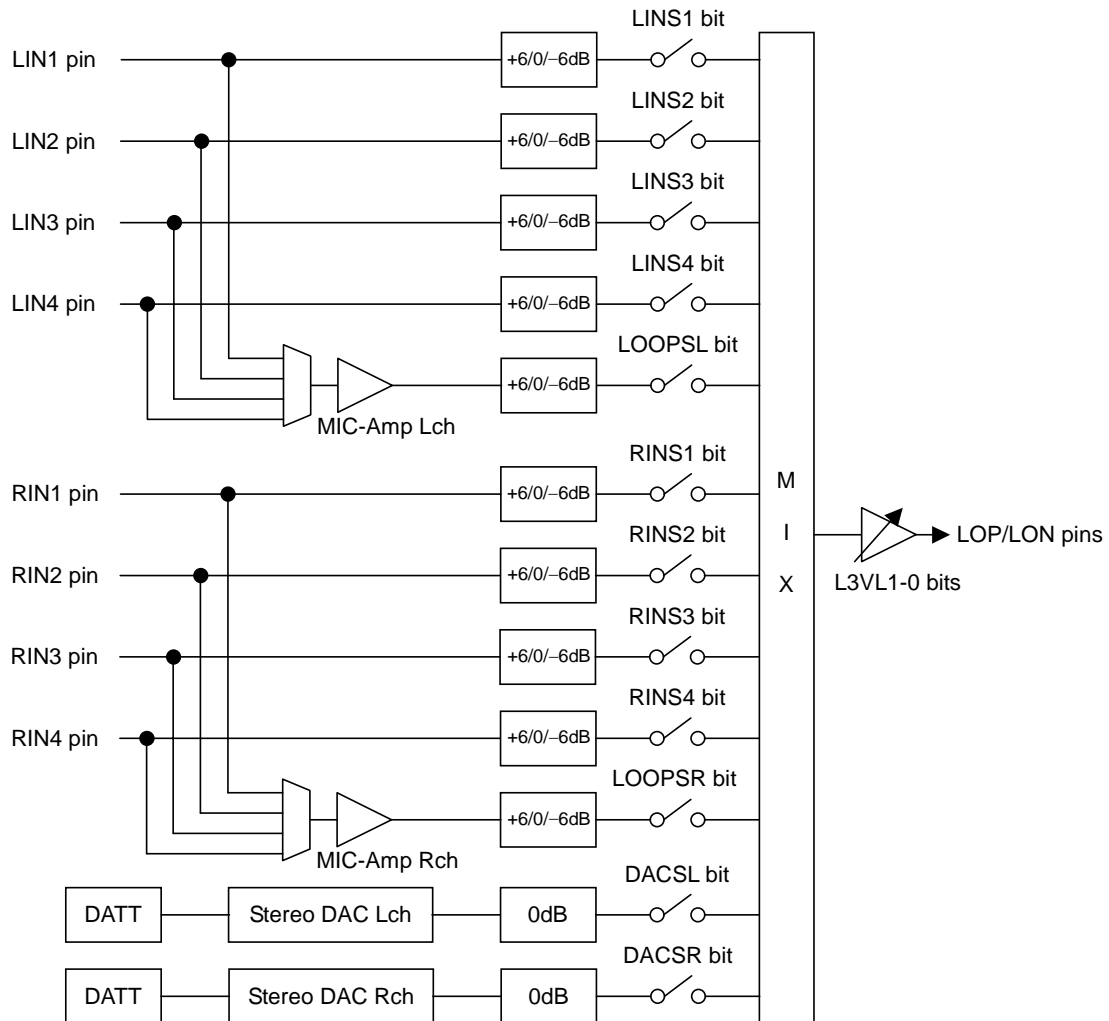 LINS1 bit
LIN1 pin
+6/0/−6dB
LINS2 bit
LIN2 pin
+6/0/−6dB
LINS3 bit
LIN3 pin
+6/0/−6dB
LINS4 bit
LIN4 pin
+6/0/−6dB
LOOPSL bit
+6/0/−6dB
MIC-Amp Lch
RINS1 bit
RIN1 pin
+6/0/−6dB
RINS2 bit
RIN2 pin
+6/0/−6dB
RINS3 bit
RIN3 pin
+6/0/−6dB
RINS4 bit
RIN4 pin
+6/0/−6dB
LOOPSR bit
+6/0/−6dB
MIC-Amp Rch
DACSL bit
DATT
Stereo DAC Lch
0dB
DACSR bit
DATT
Stereo DAC Rch
0dB
M
I
X
LOP/LON pins
L3VL1-0 bits